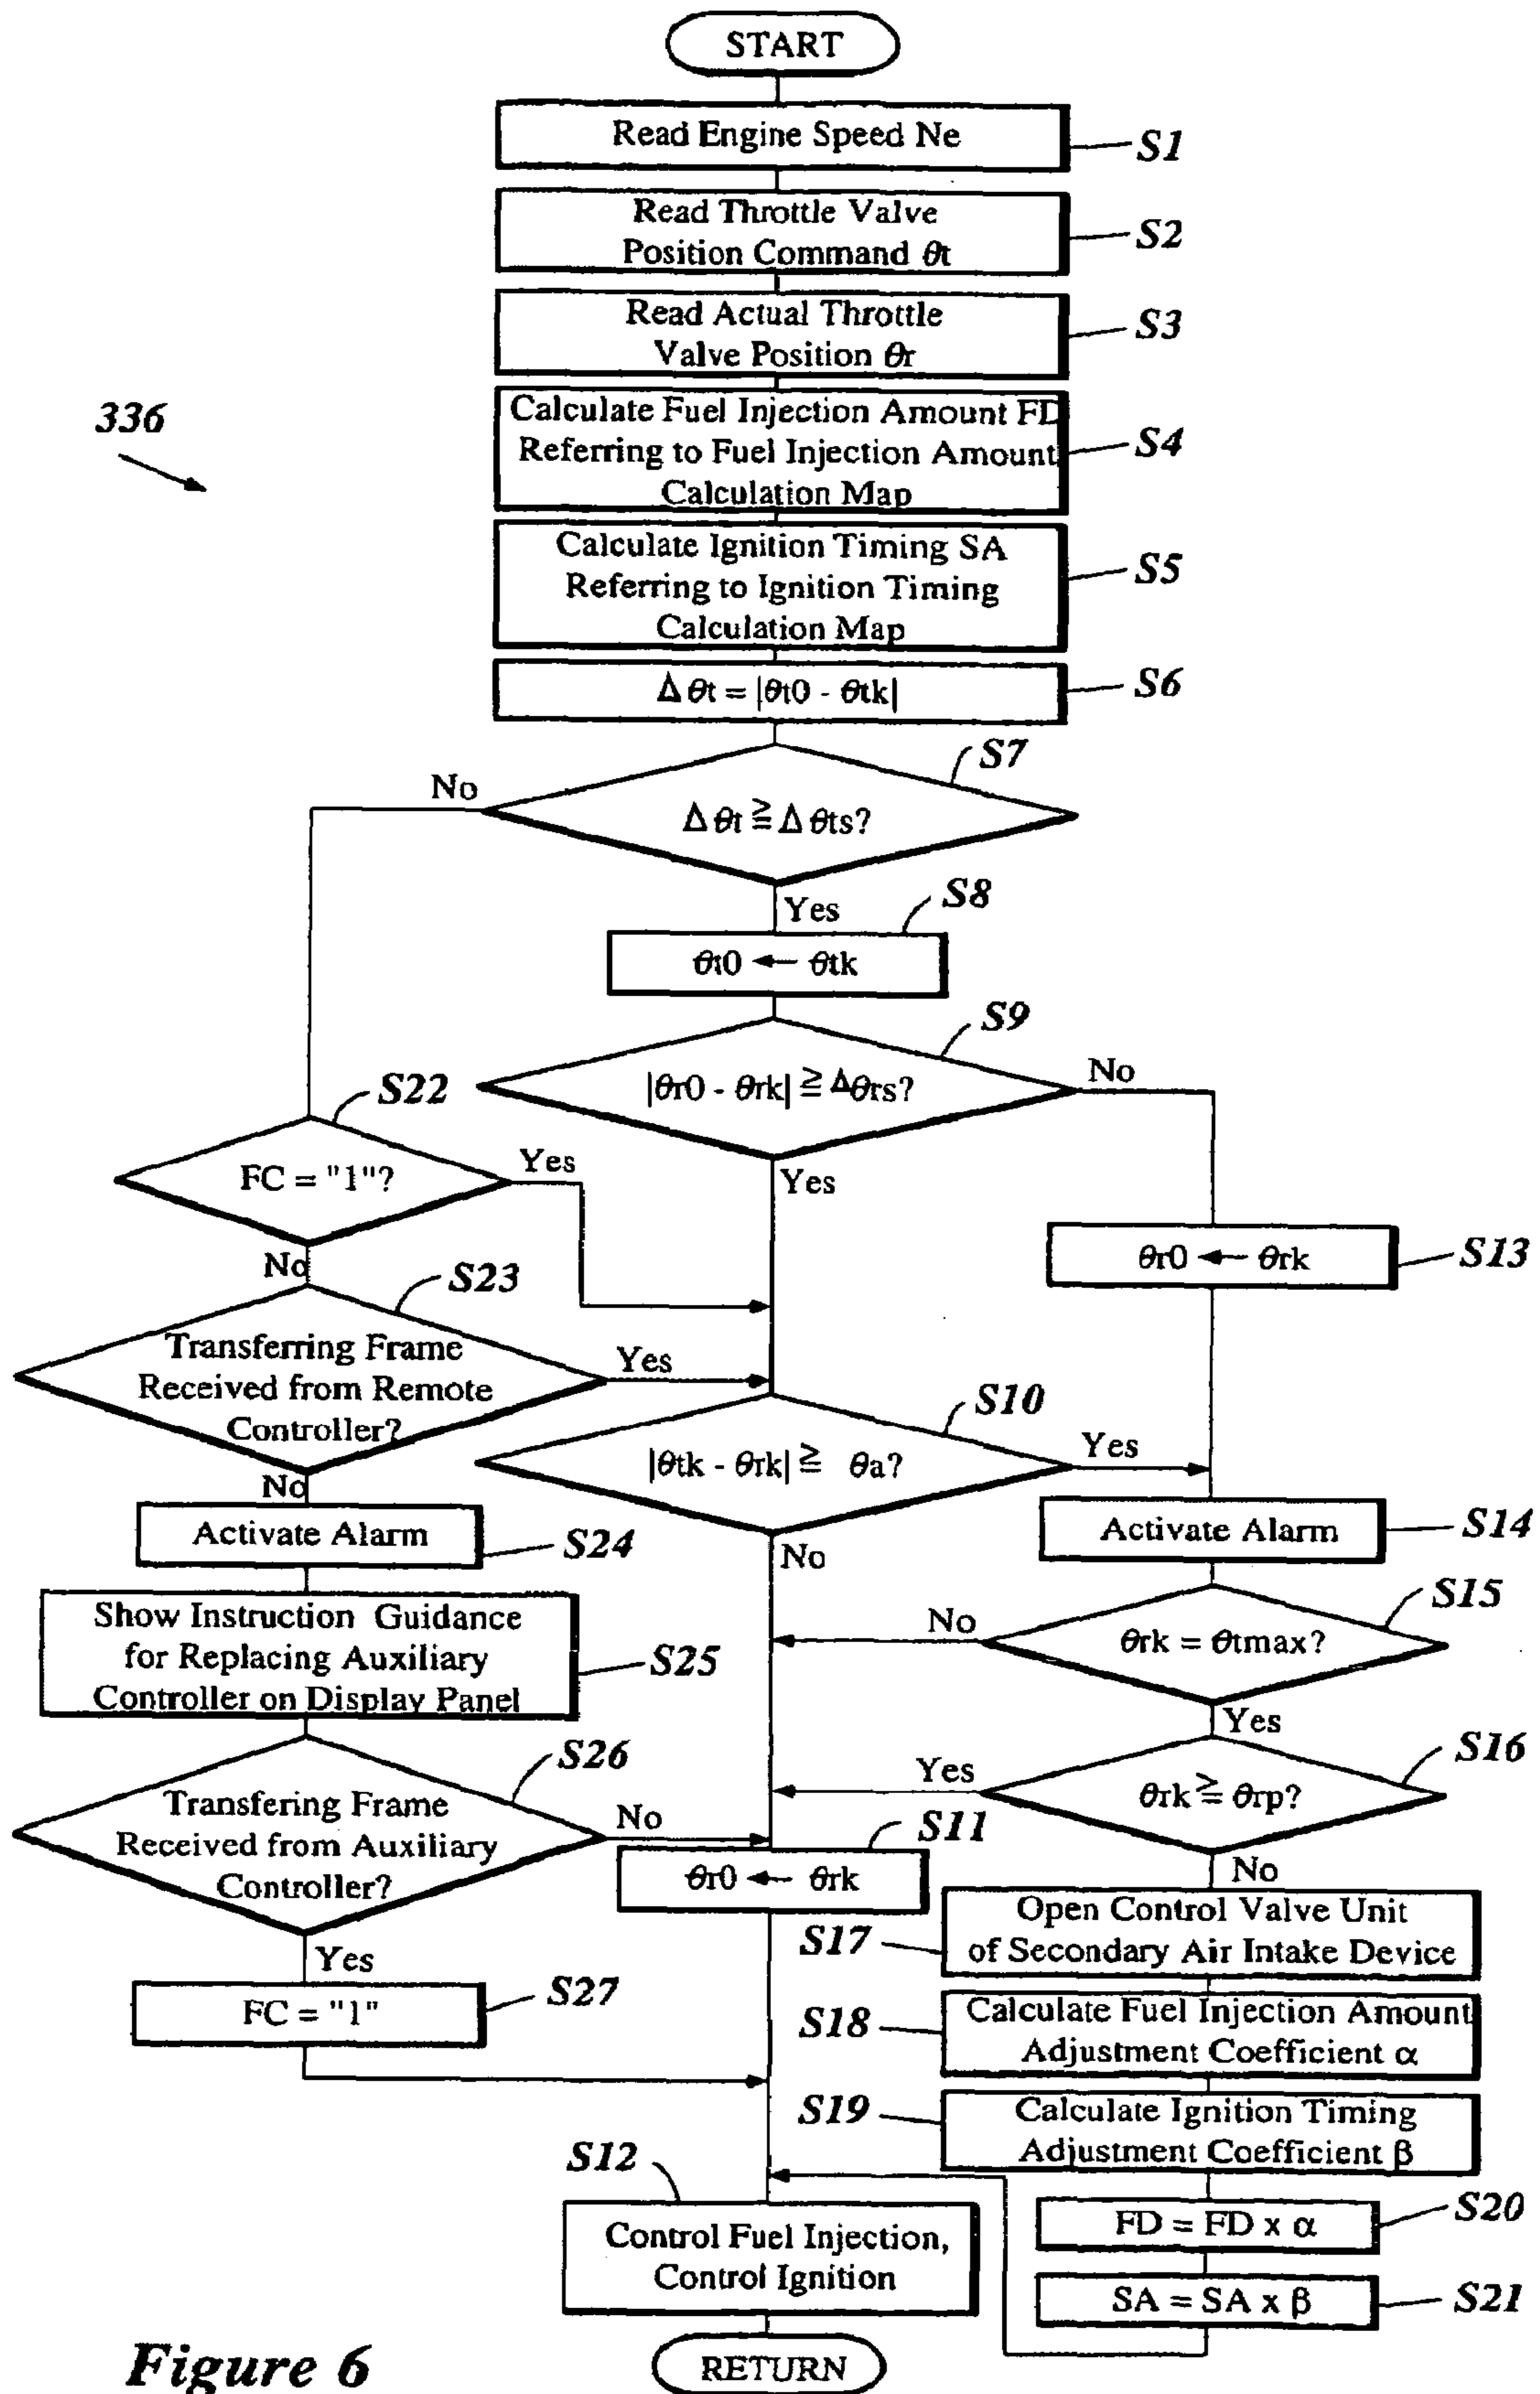 START
Read Engine Speed Ne
S1
Read Throttle Valve
Position Command θt
S2
Read Actual Throttle
Valve Position θr
S3
336
Calculate Fuel Injection Amount FD
Referring to Fuel Injection Amount
Calculation Map
S4
Calculate Ignition Timing SA
Referring to Ignition Timing
Calculation Map
S5
Δ θt = |θt0 - θtk|
S6
S7
No
Δ θt ≧ Δ θts?
Yes
S8
θt0 ← θtk
S9
|θr0 - θrk| ≧ Δθrs?
No
Yes
S22
FC = "1"?
Yes
No
θr0 ← θrk
S13
S23
Transferring Frame
Received from Remote
Controller?
Yes
No
S10
|θtk - θrk| ≧ θa?
Yes
No
Activate Alarm
S24
Activate Alarm
S14
Show Instruction Guidance
for Replacing Auxiliary
Controller on Display Panel
S25
S15
θrk = θtmax?
No
Yes
S16
θrk ≧ θrp?
Yes
No
S26
Transfering Frame
Received from Auxiliary
Controller?
No
Yes
S11
θr0 ← θrk
S17
Open Control Valve Unit
of Secondary Air Intake Device
FC = "1"
S27
S18
Calculate Fuel Injection Amount
Adjustment Coefficient α
S19
Calculate Ignition Timing
Adjustment Coefficient β
S12
Control Fuel Injection,
Control Ignition
FD = FD x α
S20
SA = SA x β
S21
RETURN
Figure 6